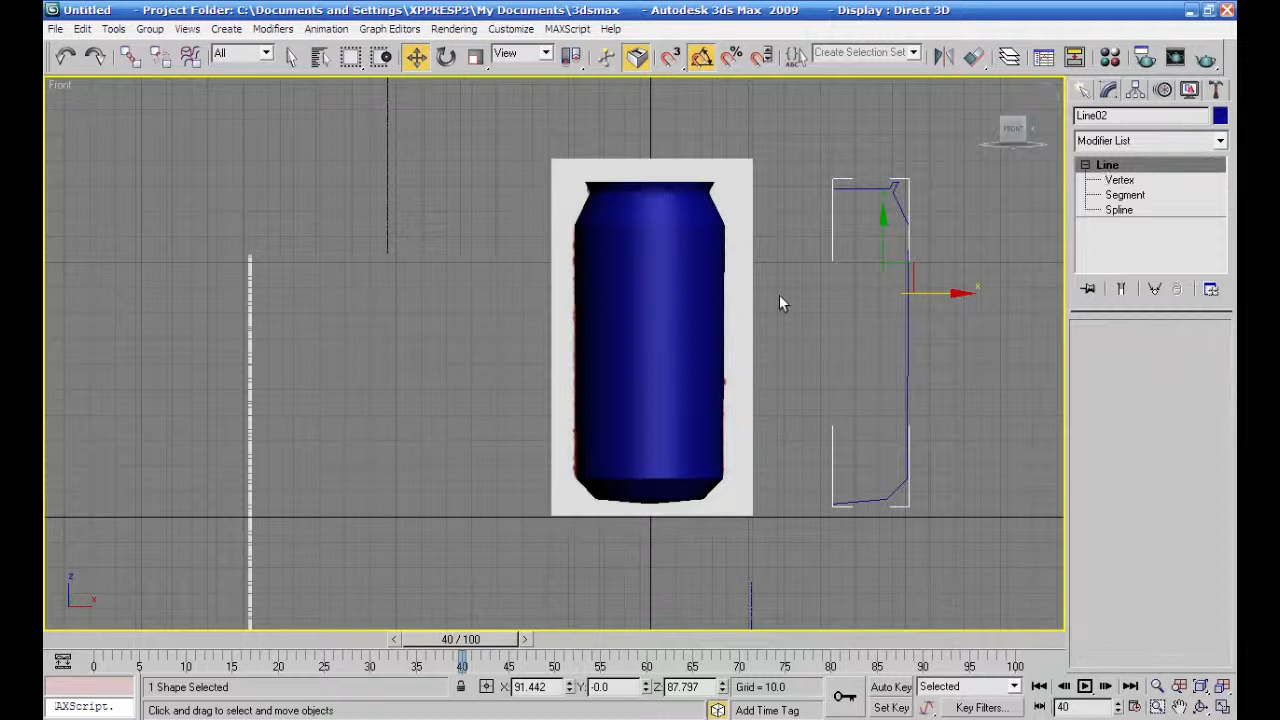 Untitled - Project Folder: C:\Documents and Settings\XPPRESP3\My Documents\3dsmax - Autodesk 3ds Max 2009 - Display : Direct 3D
File Edit Tools Group Views Create Modifiers Animation Graph Editors Rendering Customize MAXScript Help
All View 3 % ABC Create Selection Set
Front
FRONT
Line02
Modifier List
Line
Vertex
Segment
Spline
x
z
x
40 / 100
0 5 10 15 20 25 30 35 40 45 50 55 60 65 70 75 80 85 90 95 100
1 Shape Selected X: 91.442 Y: -0.0 Z: 87.797 Grid = 10.0 Auto Key Selected
AXScript. Click and drag to select and move objects Add Time Tag Set Key Key Filters... 40